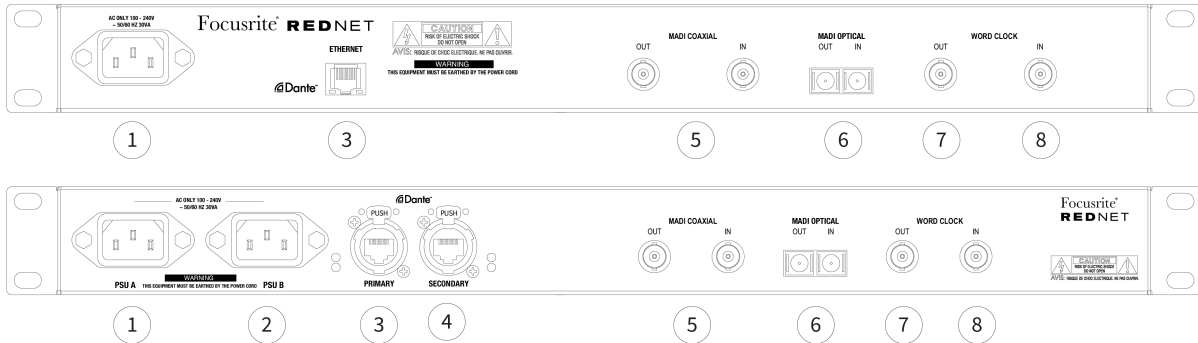 AC ONLY 100 - 240V
~ 50/60 HZ 30VA
Focusrite® REDNET
ETHERNET
Dante™
CAUTION
RISK OF ELECTRIC SHOCK
DO NOT OPEN
AVIS: RISQUE DE CHOC ELECTRIQUE. NE PAS OUVRIR.
WARNING
THIS EQUIPMENT MUST BE EARTHED BY THE POWER CORD
MADI COAXIAL
OUT IN
MADI OPTICAL
OUT IN
WORD CLOCK
OUT IN
1 3 5 6 7 8
AC ONLY 100 - 240V
~ 50/60 HZ 30VA
WARNING
PSU A THIS EQUIPMENT MUST BE EARTHED BY THE POWER CORD PSU B
Dante™
PUSH PUSH
PRIMARY SECONDARY
MADI COAXIAL
OUT IN
MADI OPTICAL
OUT IN
WORD CLOCK
OUT IN
Focusrite®
REDNET
CAUTION
RISK OF ELECTRIC SHOCK
DO NOT OPEN
AVIS: RISQUE DE CHOC ELECTRIQUE. NE PAS OUVRIR.
1 2 3 4 5 6 7 8